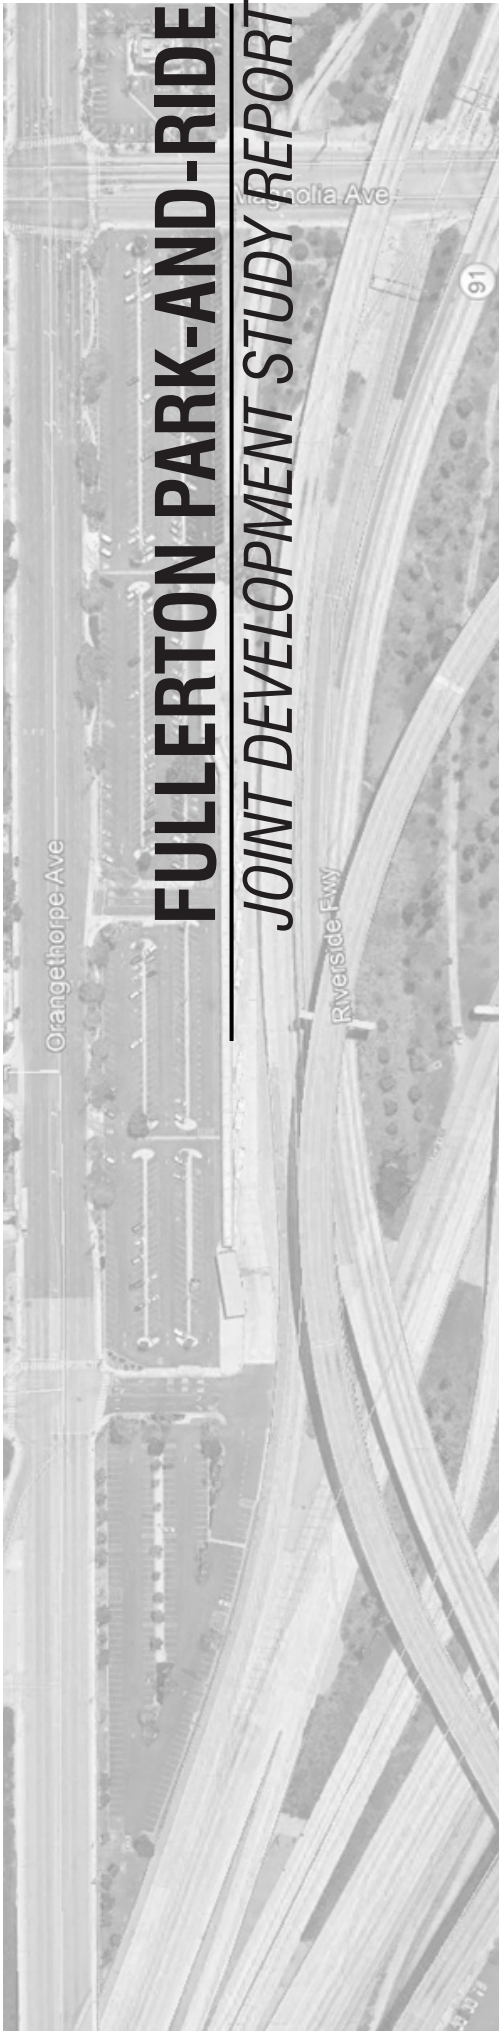 FULLERTON PARK-AND-RIDE
JOINT DEVELOPMENT STUDY REPORT
Magnolia Ave
91
Orangethorpe Ave
Riverside Fwy